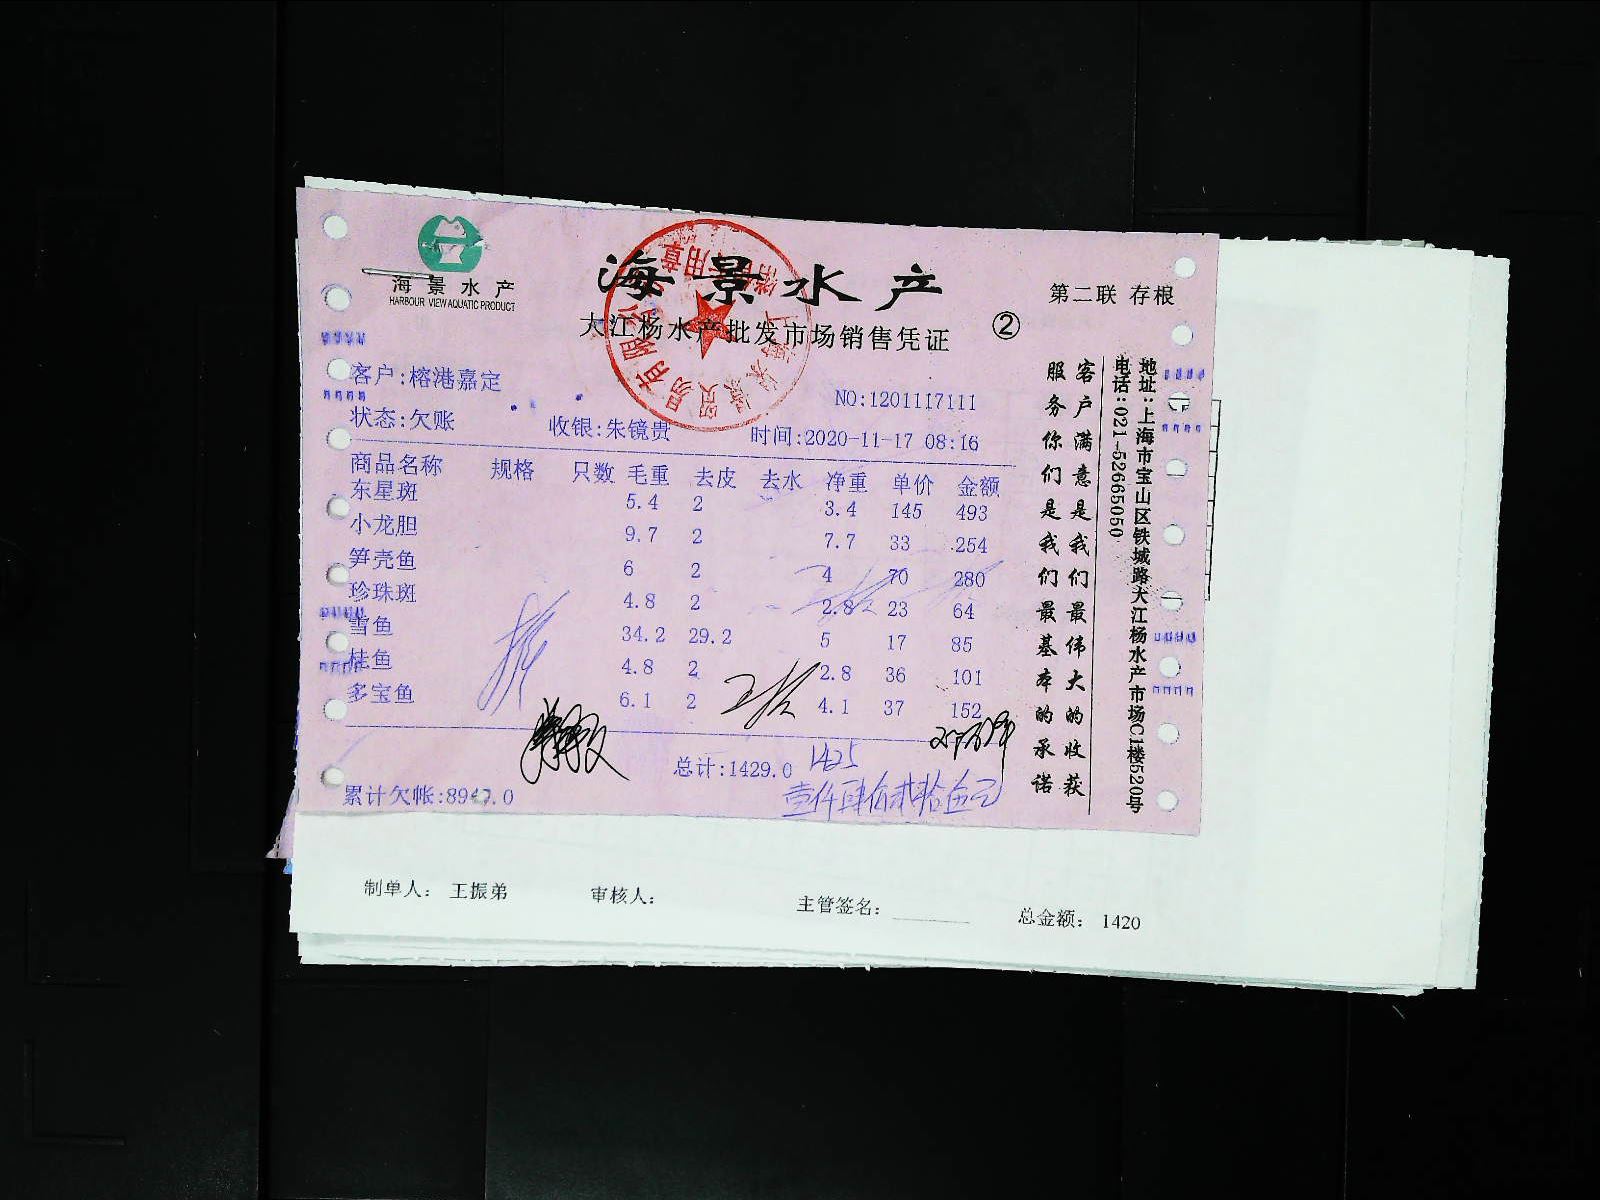 海景水产
HARBOUR VIEW AQUATIC PRODUCT
海景水产
大江杨水产批发市场销售凭证
②
第二联 存根
客户:榕港嘉定
NO:1201117111
状态:欠账 收银:朱镜贵 时间:2020-11-17 08:16
商品名称 规格 只数 毛重 去皮 去水 净重 单价 金额
东星斑 5.4 2 3.4 145 493
小龙胆 9.7 2 7.7 33 254
笋壳鱼 6 2 4 70 280
珍珠斑 4.8 2 2.8 23 64
雪鱼 34.2 29.2 5 17 85
桂鱼 4.8 2 2.8 36 101
多宝鱼 6.1 2 4.1 37 152
总计:1429.0 1425
累计欠帐:8947.0 壹仟肆佰贰拾伍元
客户满意是我们最伟大的收获
服务你们是我们最基本的承诺
地址:上海市宝山区铁城路大江杨水产市场C1楼520号
电话:021-52665050
制单人: 王振弟 审核人: 主管签名: 总金额: 1420